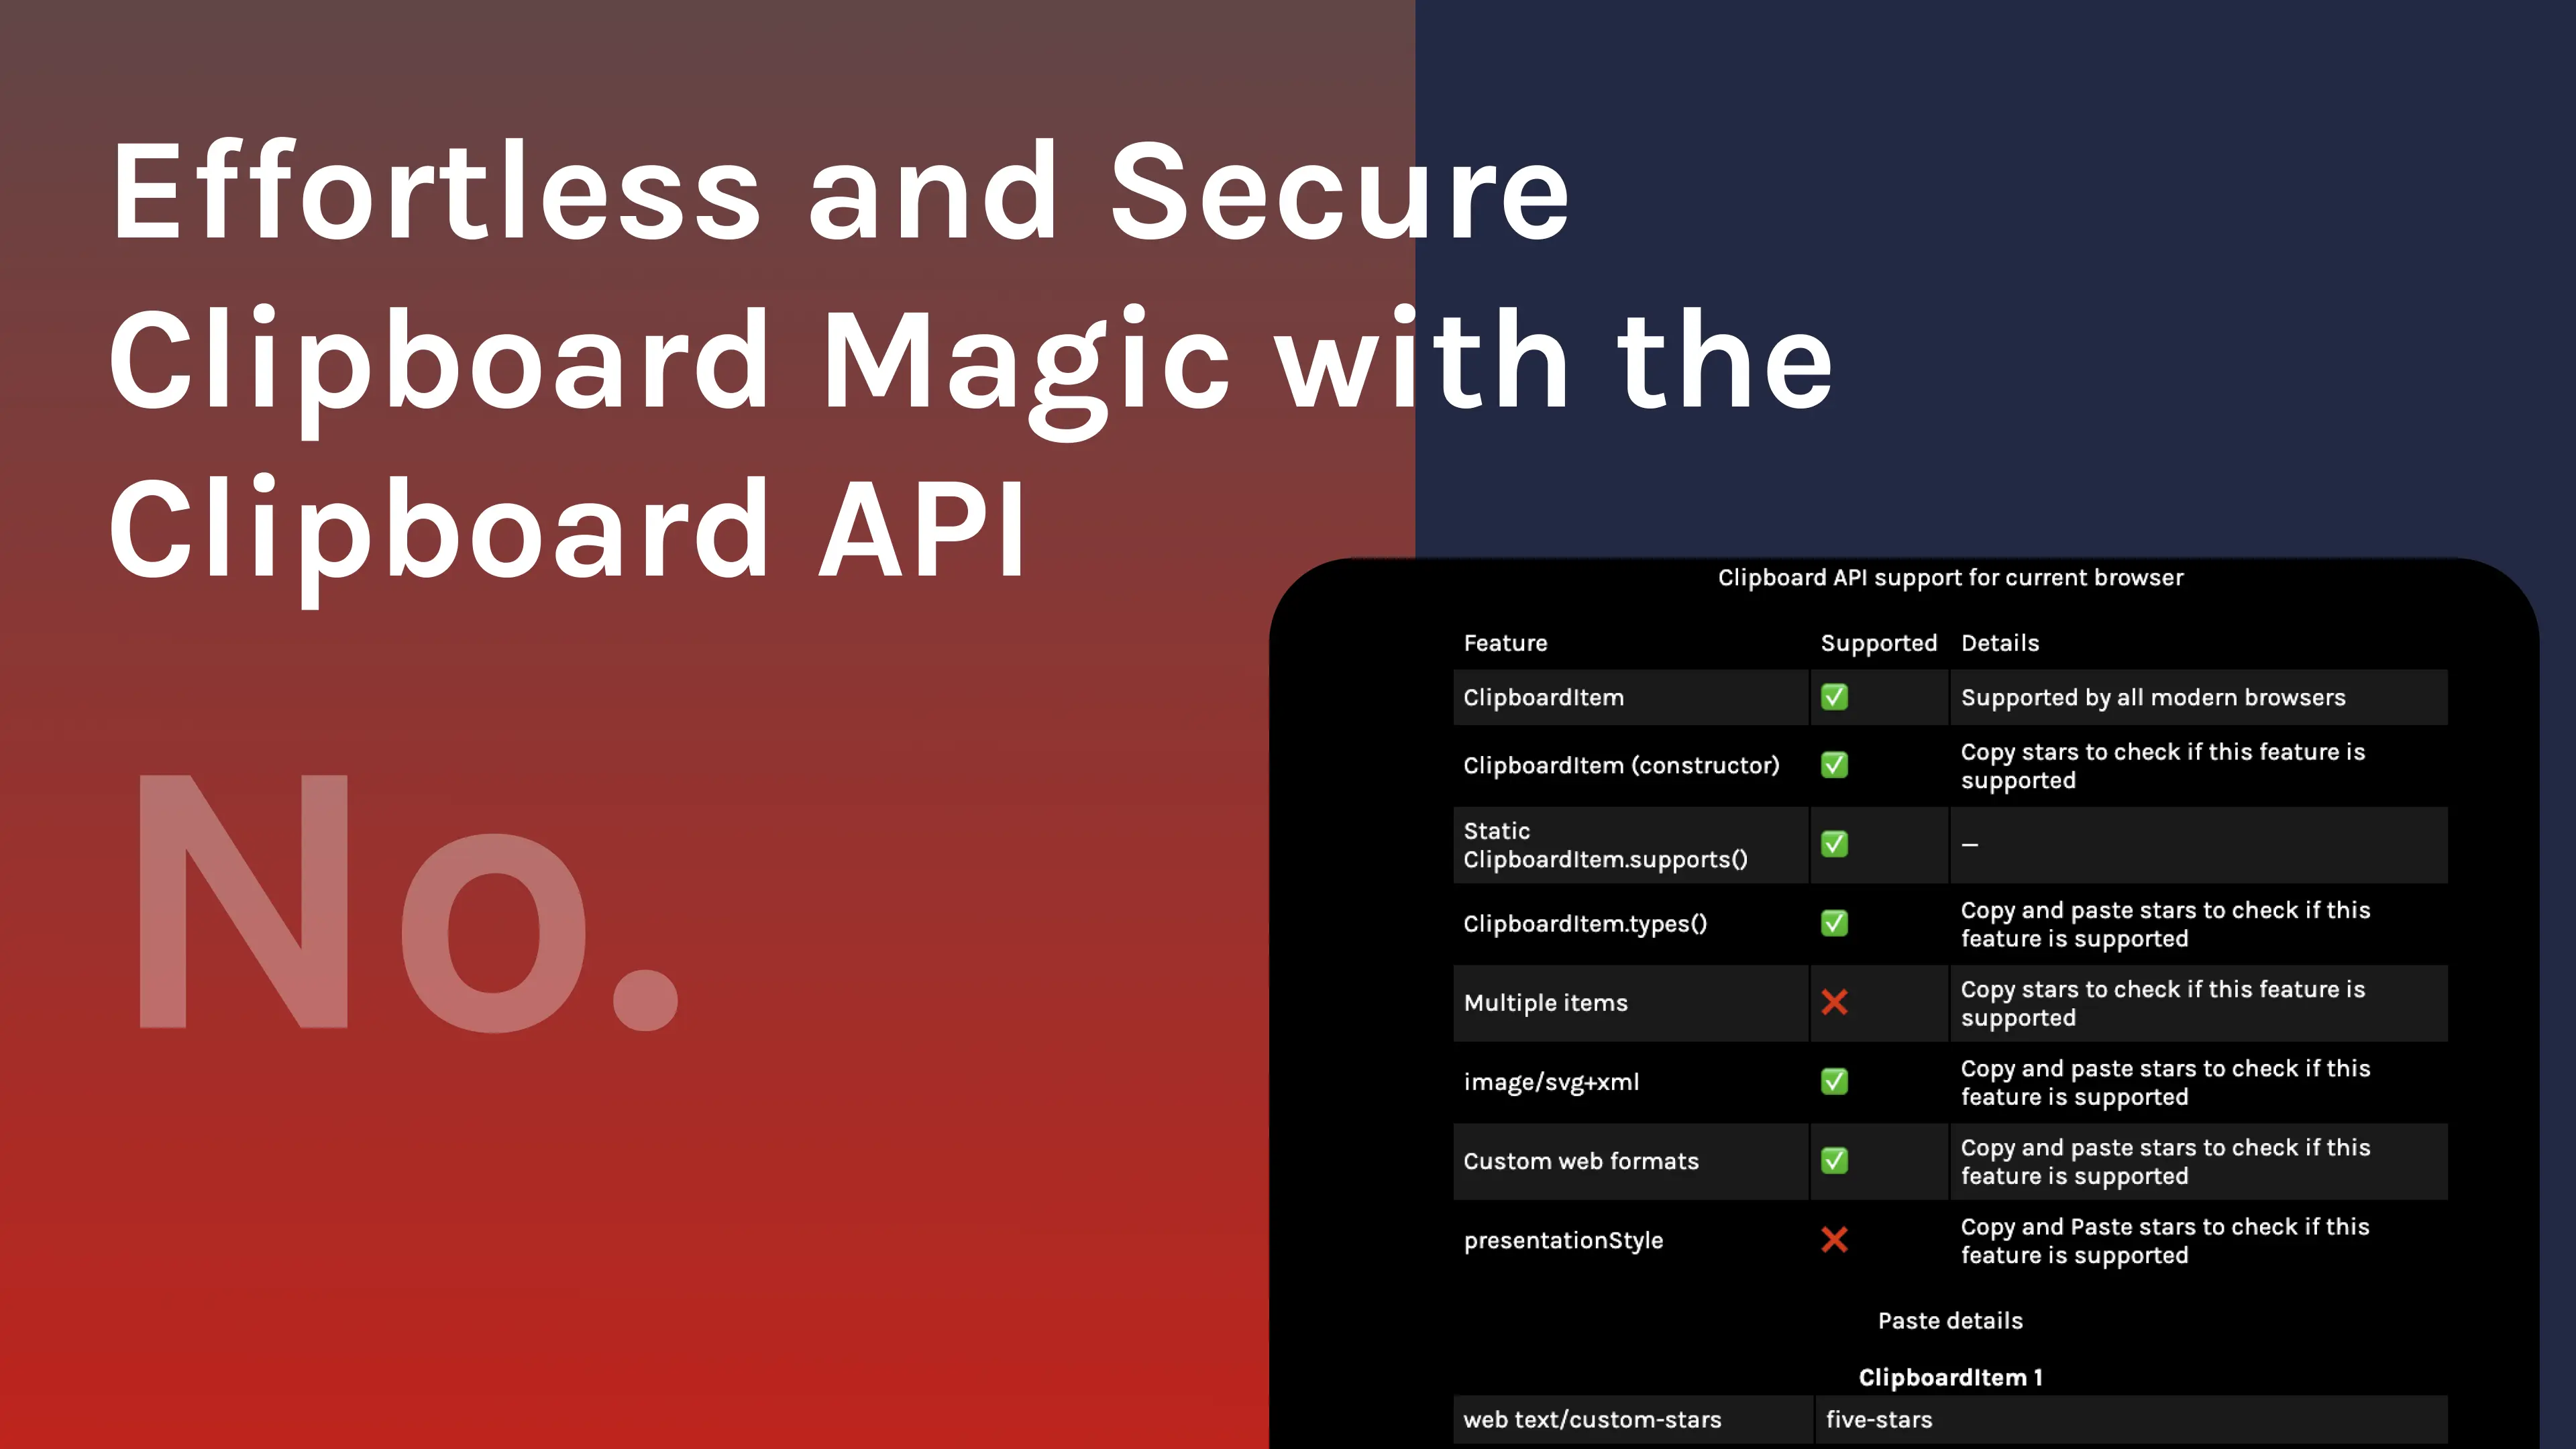 Effortless and Secure
Clipboard Magic with the
Clipboard API
No.
Clipboard API support for current browser
Feature Supported Details
ClipboardItem ✅ Supported by all modern browsers
ClipboardItem (constructor) ✅ Copy stars to check if this feature is
supported
Static
ClipboardItem.supports() ✅ —
ClipboardItem.types() ✅ Copy and paste stars to check if this
feature is supported
Multiple items ❌ Copy stars to check if this feature is
supported
image/svg+xml ✅ Copy and paste stars to check if this
feature is supported
Custom web formats ✅ Copy and paste stars to check if this
feature is supported
presentationStyle ❌ Copy and Paste stars to check if this
feature is supported
Paste details
ClipboardItem 1
web text/custom-stars five-stars